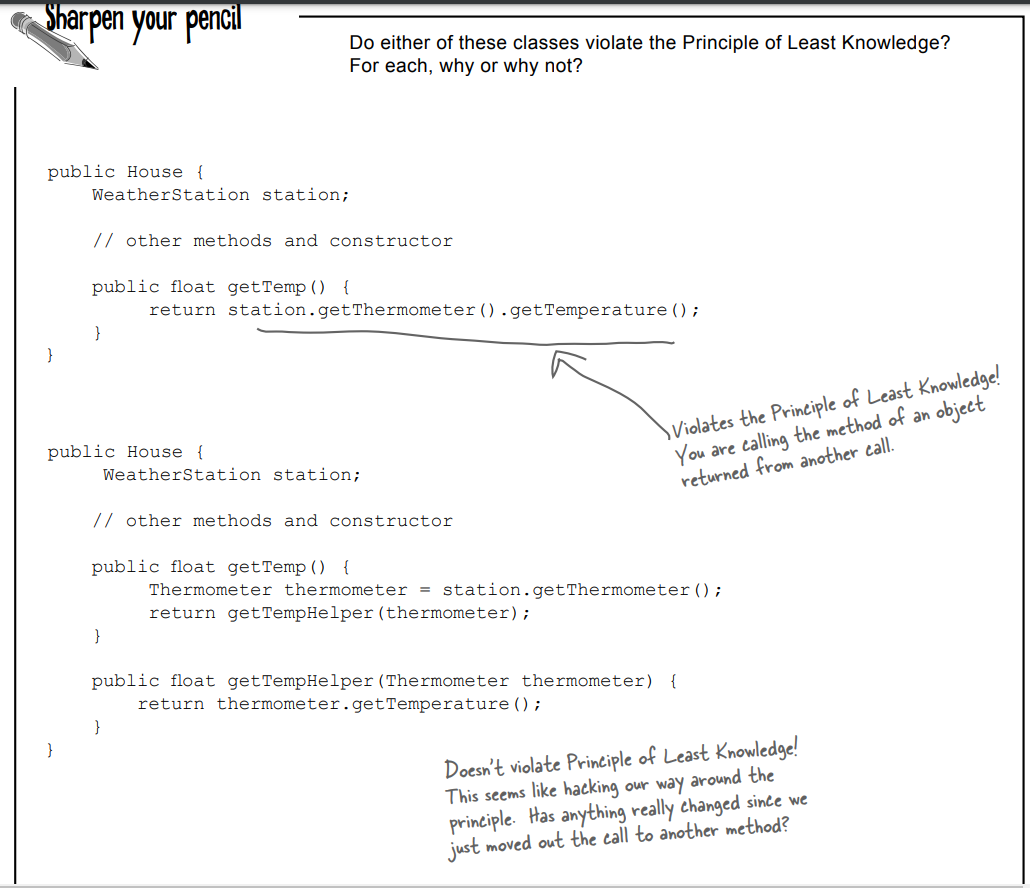 Sharpen your pencil
Do either of these classes violate the Principle of Least Knowledge?
For each, why or why not?
public House {
WeatherStation station;
// other methods and constructor
public float getTemp() {
return station.getThermometer().getTemperature();
}
}
Violates the Principle of Least Knowledge!
You are calling the method of an object
returned from another call.
public House {
WeatherStation station;
// other methods and constructor
public float getTemp() {
Thermometer thermometer = station.getThermometer();
return getTempHelper(thermometer);
}
public float getTempHelper(Thermometer thermometer) {
return thermometer.getTemperature();
}
}
Doesn't violate Principle of Least Knowledge!
This seems like hacking our way around the
principle. Has anything really changed since we
just moved out the call to another method?